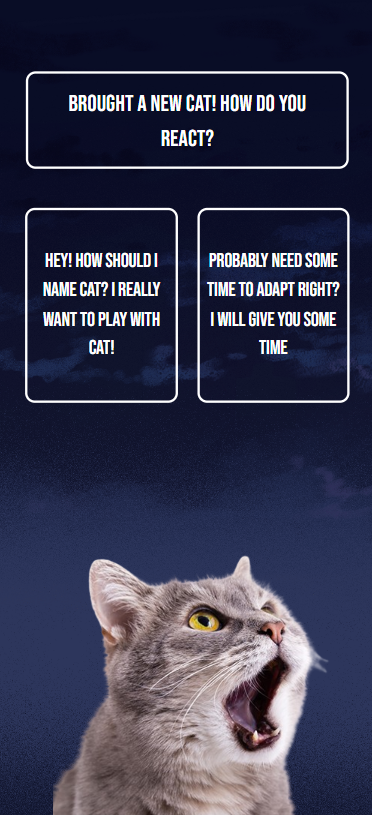 BROUGHT A NEW CAT! HOW DO YOU
REACT?
HEY! HOW SHOULD I
NAME CAT? I REALLY
WANT TO PLAY WITH
CAT!
PROBABLY NEED SOME
TIME TO ADAPT RIGHT?
I WILL GIVE YOU SOME
TIME